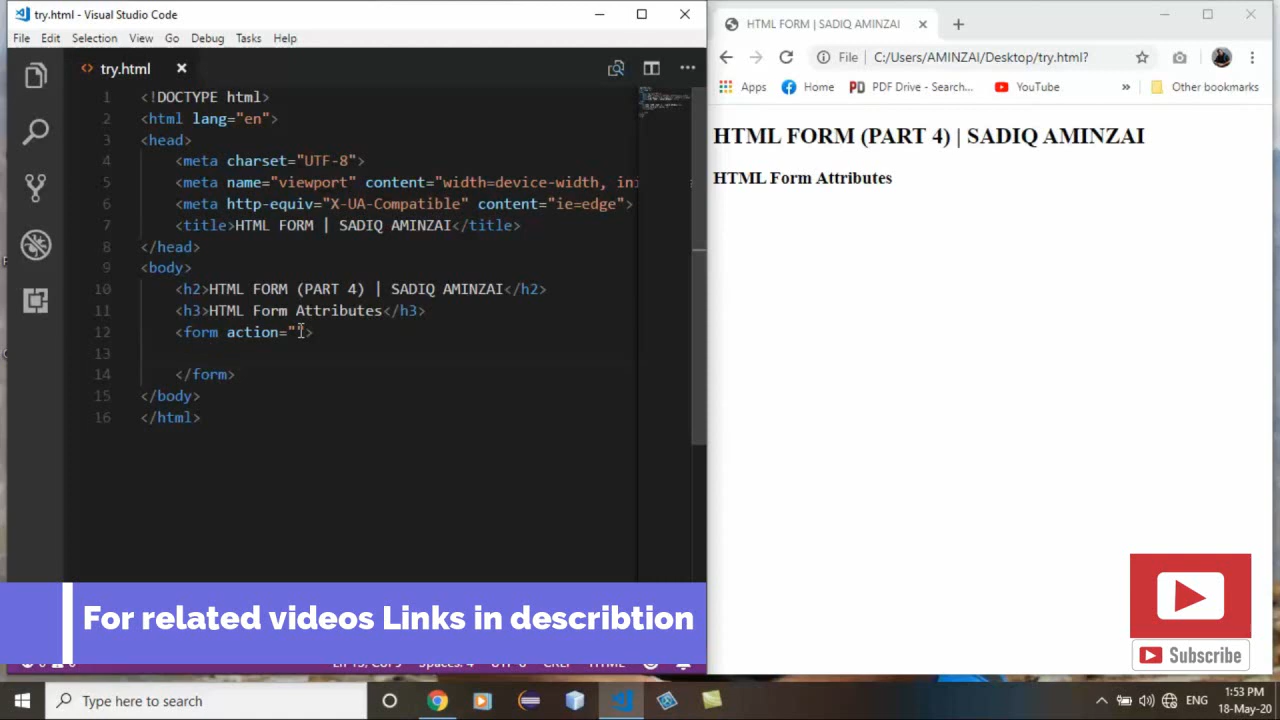 try.html - Visual Studio Code
File Edit Selection View Go Debug Tasks Help
try.html
1 <!DOCTYPE html>
2 <html lang="en">
3 <head>
4 <meta charset="UTF-8">
5 <meta name="viewport" content="width=device-width,
6 <meta http-equiv="X-UA-Compatible" content="ie=edge">
7 <title>HTML FORM | SADIQ AMINZAI</title>
8 </head>
9 <body>
10 <h2>HTML FORM (PART 4) | SADIQ AMINZAI</h2>
11 <h3>HTML Form Attributes</h3>
12 <form action="">
13
14 </form>
15 </body>
16 </html>
For related videos Links in describtion
HTML FORM | SADIQ AMINZAI
File C:/Users/AMINZAI/Desktop/try.html?
Apps Home PDF Drive - Search... YouTube » Other bookmarks
HTML FORM (PART 4) | SADIQ AMINZAI
HTML Form Attributes
Subscribe
Type here to search
ENG
1:53 PM
18-May-20